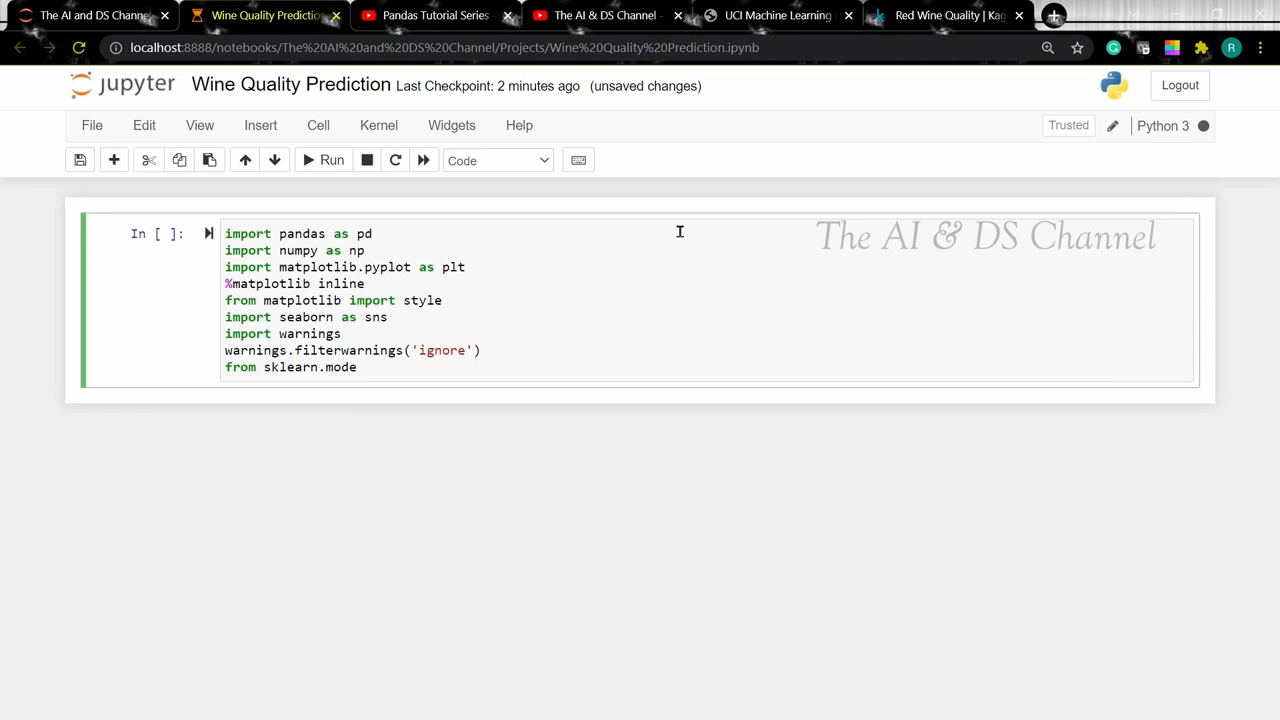 The AI and DS Channe
Wine Quality Prediction
Pandas Tutorial Series -
The AI & DS Channel -
UCI Machine Learning
Red Wine Quality | Kag
localhost:8888/notebooks/The%20AI%20and%20DS%20Channel/Projects/Wine%20Quality%20Prediction.ipynb
R
jupyter Wine Quality Prediction Last Checkpoint: 2 minutes ago (unsaved changes)
Logout
File Edit View Insert Cell Kernel Widgets Help
Trusted
Python 3
Run
Code
In [ ]:
import pandas as pd
import numpy as np
import matplotlib.pyplot as plt
%matplotlib inline
from matplotlib import style
import seaborn as sns
import warnings
warnings.filterwarnings('ignore')
from sklearn.mode
The AI & DS Channel